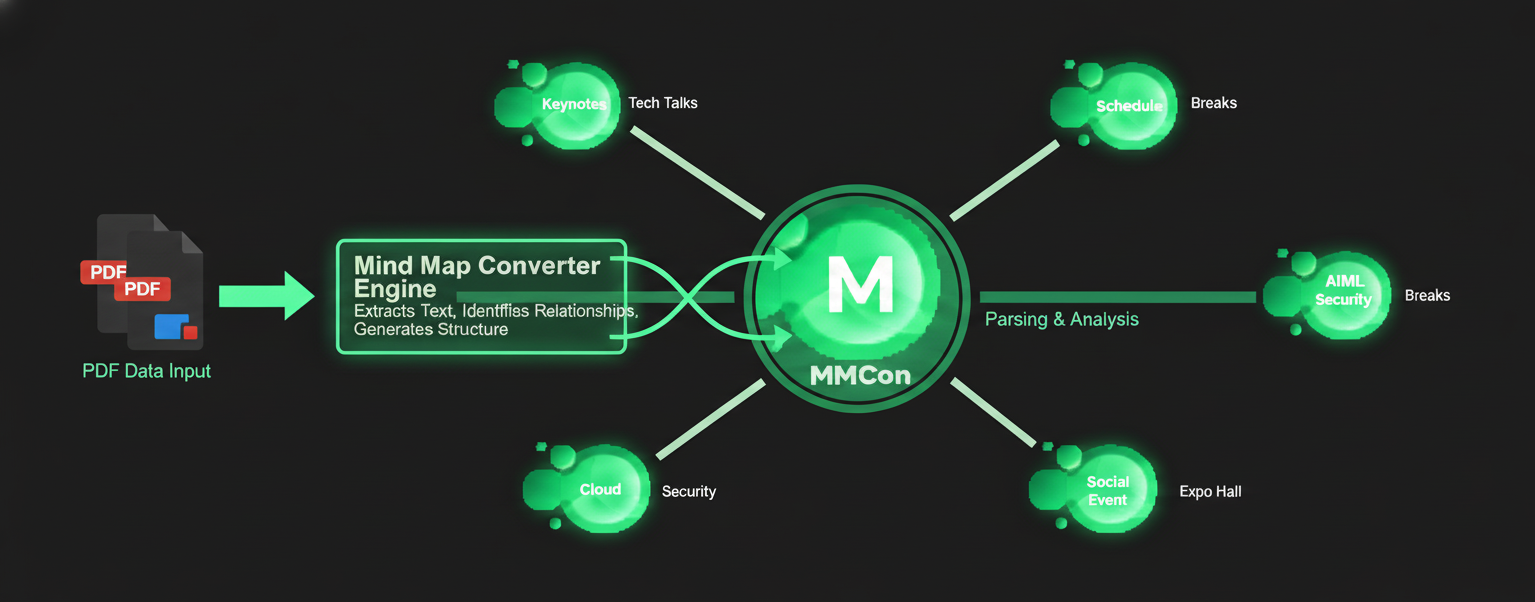 Keynotes
Tech Talks
Schedule
Breaks
PDF
PDF
PDF Data Input
Mind Map Converter
Engine
Extracts Text, Identffiss Relationships,
Generates Structure
M
MMCon
Parsing & Analysis
AIML
Security
Breaks
Cloud
Security
Social
Event
Expo Hall